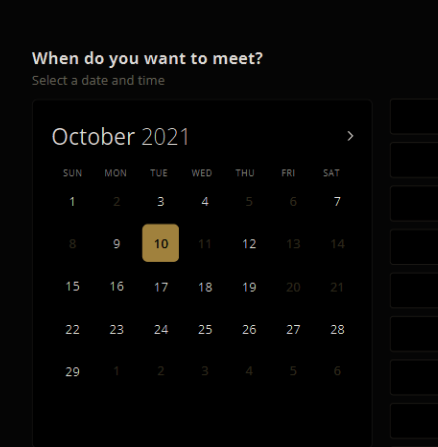 When do you want to meet?
Select a date and time
October 2021
SUN MON TUE WED THU FRI SAT
1 2 3 4 5 6 7
8 9 10 11 12 13 14
15 16 17 18 19 20 21
22 23 24 25 26 27 28
29 1 2 3 4 5 6